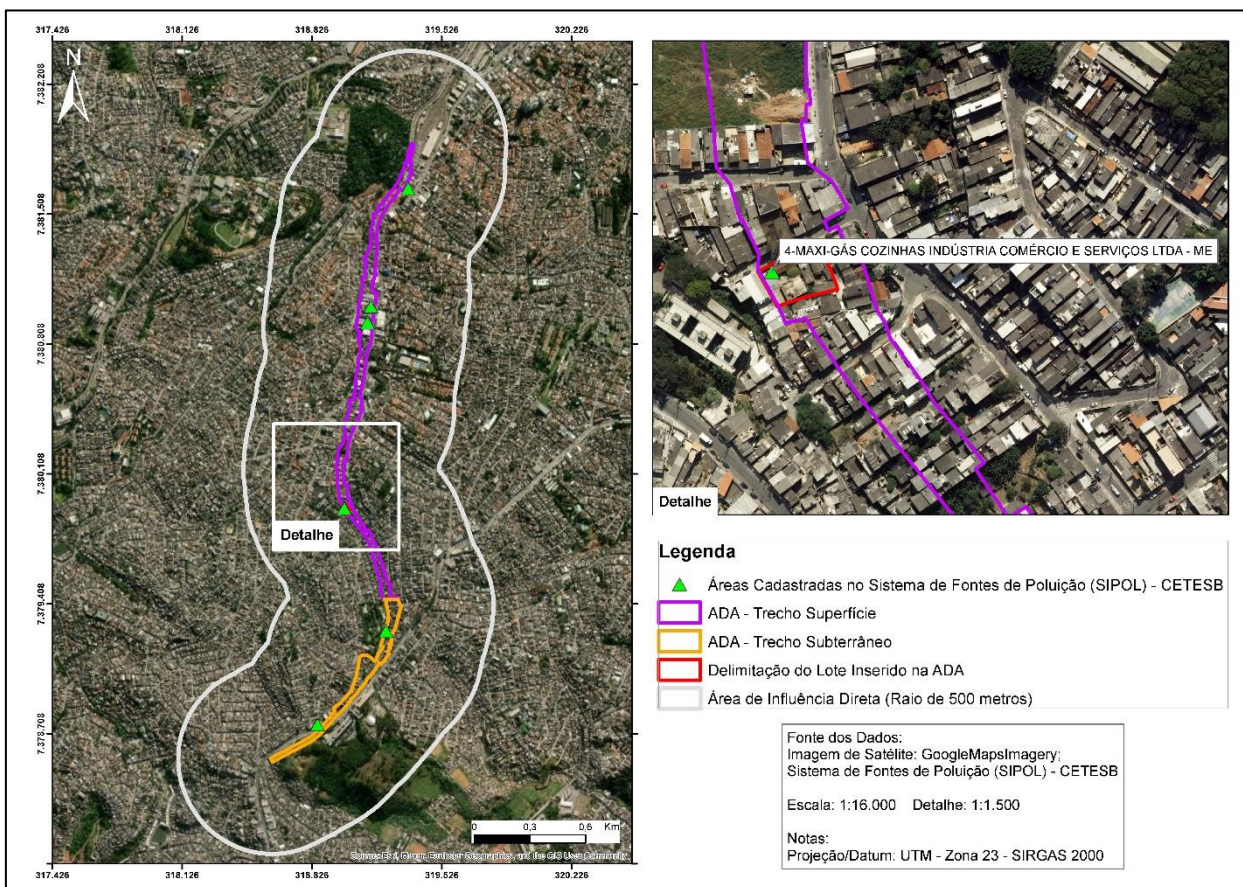 317.426 318.126 318.826 319.526 320.226
N
7.382.208
7.381.508
7.380.808
7.380.108
7.379.408
7.378.708
Detalhe
0 0,3 0,6 Km
317.426 318.126 318.826 319.526 320.226
4-MAXI-GÁS COZINHAS INDÚSTRIA COMÉRCIO E SERVIÇOS LTDA - ME
Detalhe
Legenda
Áreas Cadastradas no Sistema de Fontes de Poluição (SIPOL) - CETESB
ADA - Trecho Superfície
ADA - Trecho Subterrâneo
Delimitação do Lote Inserido na ADA
Área de Influência Direta (Raio de 500 metros)
Fonte dos Dados:
Imagem de Satélite: GoogleMapsImagery;
Sistema de Fontes de Poluição (SIPOL) - CETESB
Escala: 1:16.000 Detalhe: 1:1.500
Notas:
Projeção/Datum: UTM - Zona 23 - SIRGAS 2000